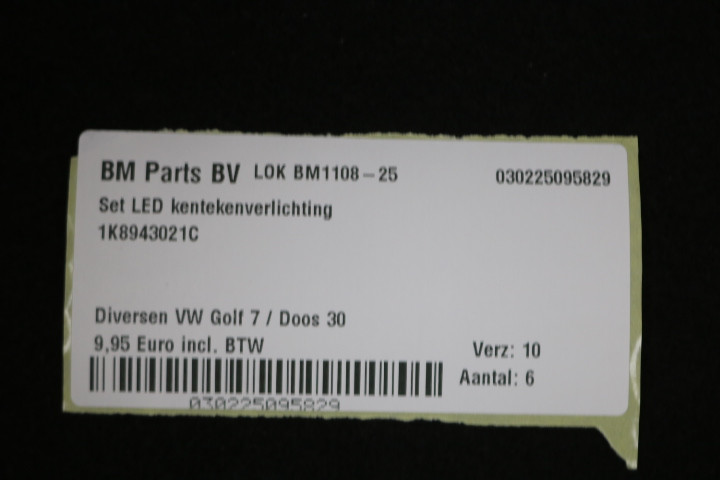 BM Parts BV LOK BM1108-25 030225095829
Set LED kentekenverlichting
1K8943021C
Diversen VW Golf 7 / Doos 30
9,95 Euro incl. BTW
Verz: 10
Aantal: 6
030225095829